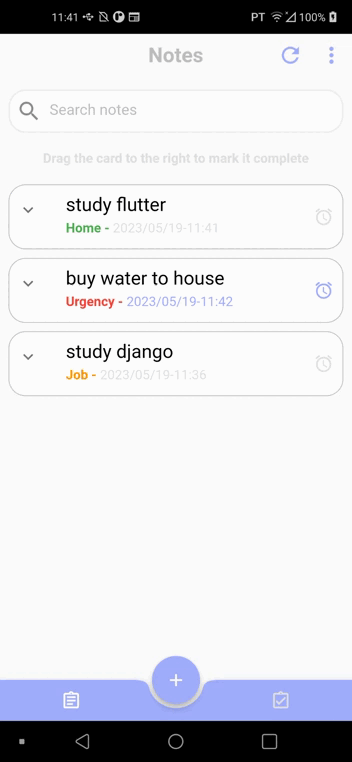 11:41 PT 100%
Notes
Search notes
Drag the card to the right to mark it complete
study flutter
Home - 2023/05/19-11:41
buy water to house
Urgency - 2023/05/19-11:42
study django
Job - 2023/05/19-11:36